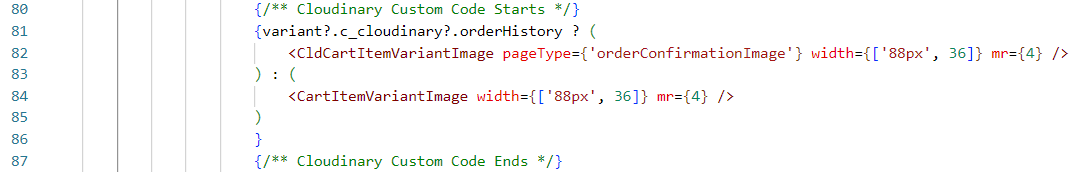 80 {/** Cloudinary Custom Code Starts */}
81 {variant?.c_cloudinary?.orderHistory ? (
82 <CldCartItemVariantImage pageType={'orderConfirmationImage'} width={['88px', 36]} mr={4} />
83 ) : (
84 <CartItemVariantImage width={['88px', 36]} mr={4} />
85 )
86 }
87 {/** Cloudinary Custom Code Ends */}